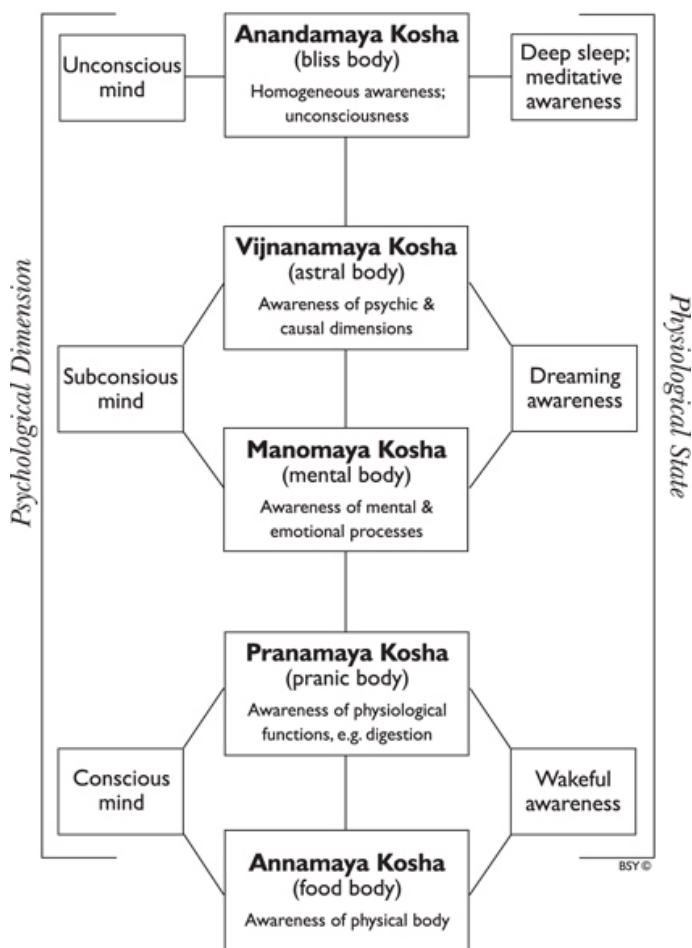 Psychological Dimension
Physiological State
Unconscious
mind
Anandamaya Kosha
(bliss body)
Homogeneous awareness;
unconsciousness
Deep sleep;
meditative
awareness
Vijnanamaya Kosha
(astral body)
Awareness of psychic &
causal dimensions
Subconsious
mind
Dreaming
awareness
Manomaya Kosha
(mental body)
Awareness of mental &
emotional processes
Pranamaya Kosha
(pranic body)
Awareness of physiological
functions, e.g. digestion
Conscious
mind
Wakeful
awareness
Annamaya Kosha
(food body)
Awareness of physical body
BSY©